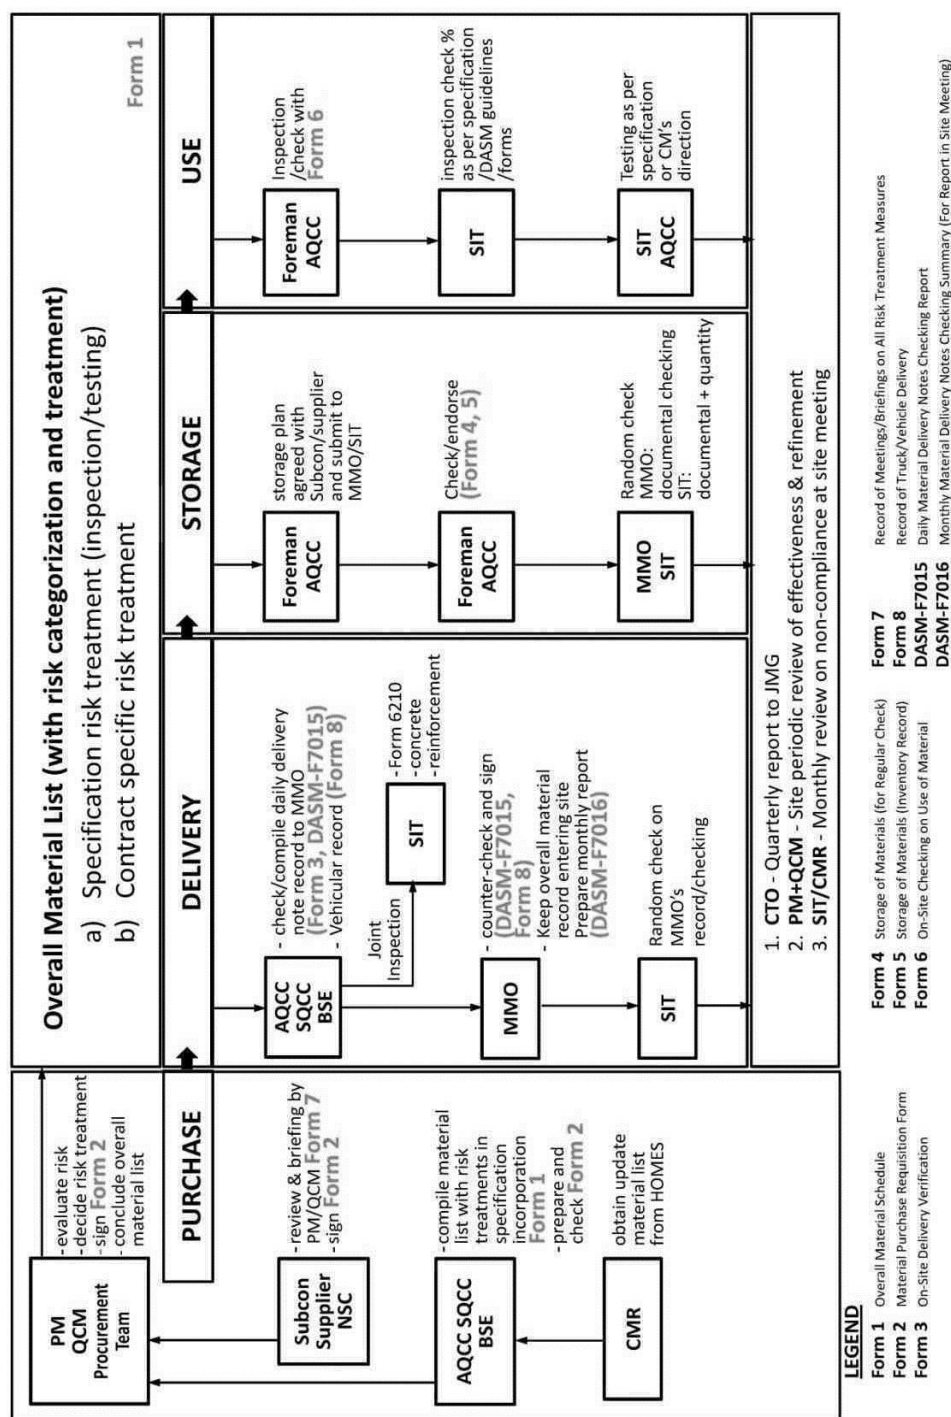 Overall Material List (with risk categorization and treatment)
a) Specification risk treatment (inspection/testing)
b) Contract specific risk treatment
Form 1
PM
QCM
Procurement
Team
- evaluate risk
- decide risk treatment
- sign Form 2
- conclude overall
material list
PURCHASE
Subcon
Supplier
NSC
- review & briefing by
PM/QCM Form 7
- sign Form 2
AQCC SQCC
BSE
- compile material
list with risk
treatments in
specification
incorporation
Form 1
- prepare and
check Form 2
CMR
obtain update
material list
from HOMES
DELIVERY
AQCC
SQCC
BSE
- check/compile daily delivery
note record to MMO
(Form 3, DASM-F7015)
- Vehicular record (Form 8)
Joint
Inspection
SIT
- Form 6210
- concrete
- reinforcement
MMO
- counter-check and sign
(DASM-F7015,
Form 8)
- Keep overall material
record entering site
Prepare monthly report
(DASM-F7016)
SIT
Random check on
MMO's
record/checking
STORAGE
Foreman
AQCC
storage plan
agreed with
Subcon/supplier
and submit to
MMO/SiT
Foreman
AQCC
Check/endorse
(Form 4, 5)
MMO
SIT
Random check
MMO:
documental checking
SIT:
documental + quantity
USE
Foreman
AQCC
Inspection
/check with
Form 6
SIT
inspection check %
as per specification
/DASM guidelines
/forms
SIT
AQCC
Testing as per
specification
or CM's
direction
1. CTO - Quarterly report to JMG
2. PM+QCM - Site periodic review of effectiveness & refinement
3. SIT/CMR - Monthly review on non-compliance at site meeting
LEGEND
Form 1 Overall Material Schedule
Form 2 Material Purchase Requisition Form
Form 3 On-Site Delivery Verification
Form 4 Storage of Materials (for Regular Check)
Form 5 Storage of Materials (Inventory Record)
Form 6 On-Site Checking on Use of Material
Form 7 Record of Meetings/Briefings on All Risk Treatment Measures
Form 8 Record of Truck/Vehicle Delivery
DASM-F7015 Daily Material Delivery Notes Checking Report
DASM-F7016 Monthly Material Delivery Notes Checking Summary (For Report in Site Meeting)